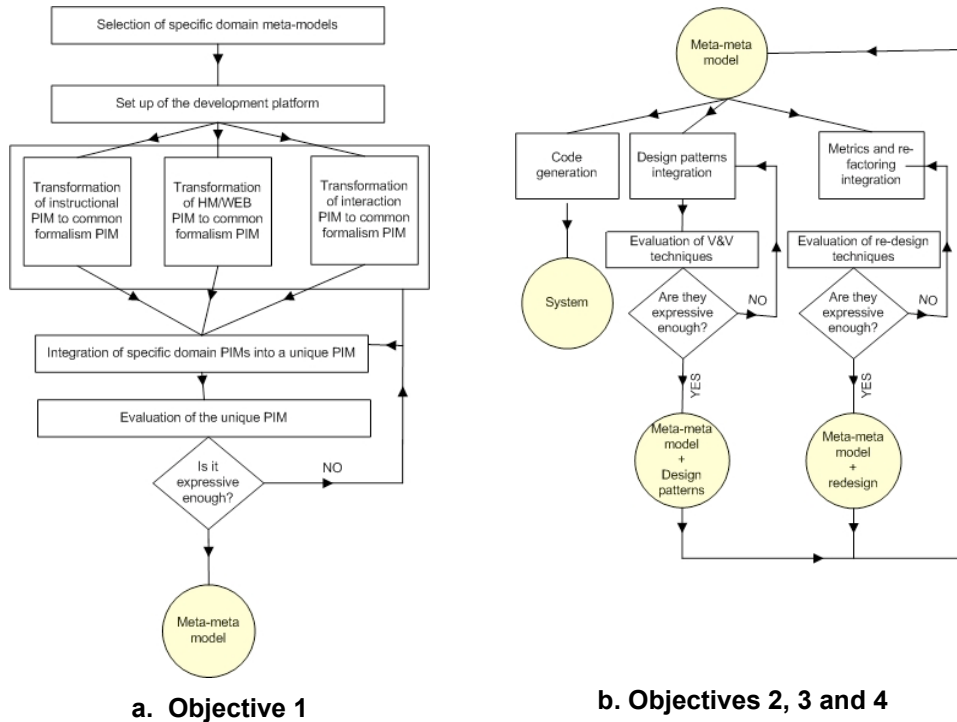 Selection of specific domain meta-models
Set up of the development platform
Transformation
of instructional
PIM to common
formalism PIM
Transformation
of HM/WEB
PIM to common
formalism PIM
Transformation
of interaction
PIM to common
formalism PIM
Integration of specific domain PIMs into a unique PIM
Evaluation of the unique PIM
Is it
expressive
enough?
NO
Meta-meta
model
a. Objective 1
Meta-meta
model
Code
generation
Design patterns
integration
Metrics and re-
factoring
integration
System
Evaluation of V&V
techniques
Evaluation of re-design
techniques
Are they
expressive
enough?
NO
Are they
expressive
enough?
NO
YES
YES
Meta-meta
model
+
Design
patterns
Meta-meta
model
+
redesign
b. Objectives 2, 3 and 4